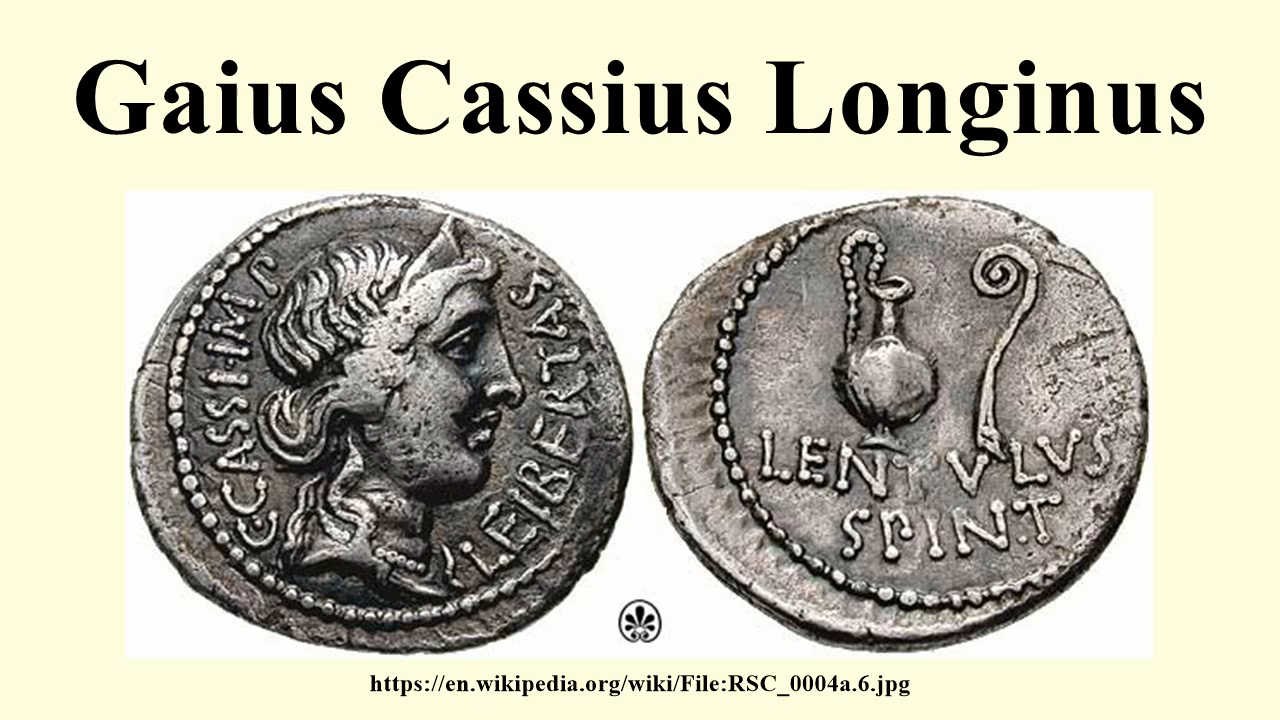 Gaius Cassius Longinus
C·CASSI·IMP
LEIBERTAS
LENTVLVS
SPINT
https://en.wikipedia.org/wiki/File:RSC_0004a.6.jpg